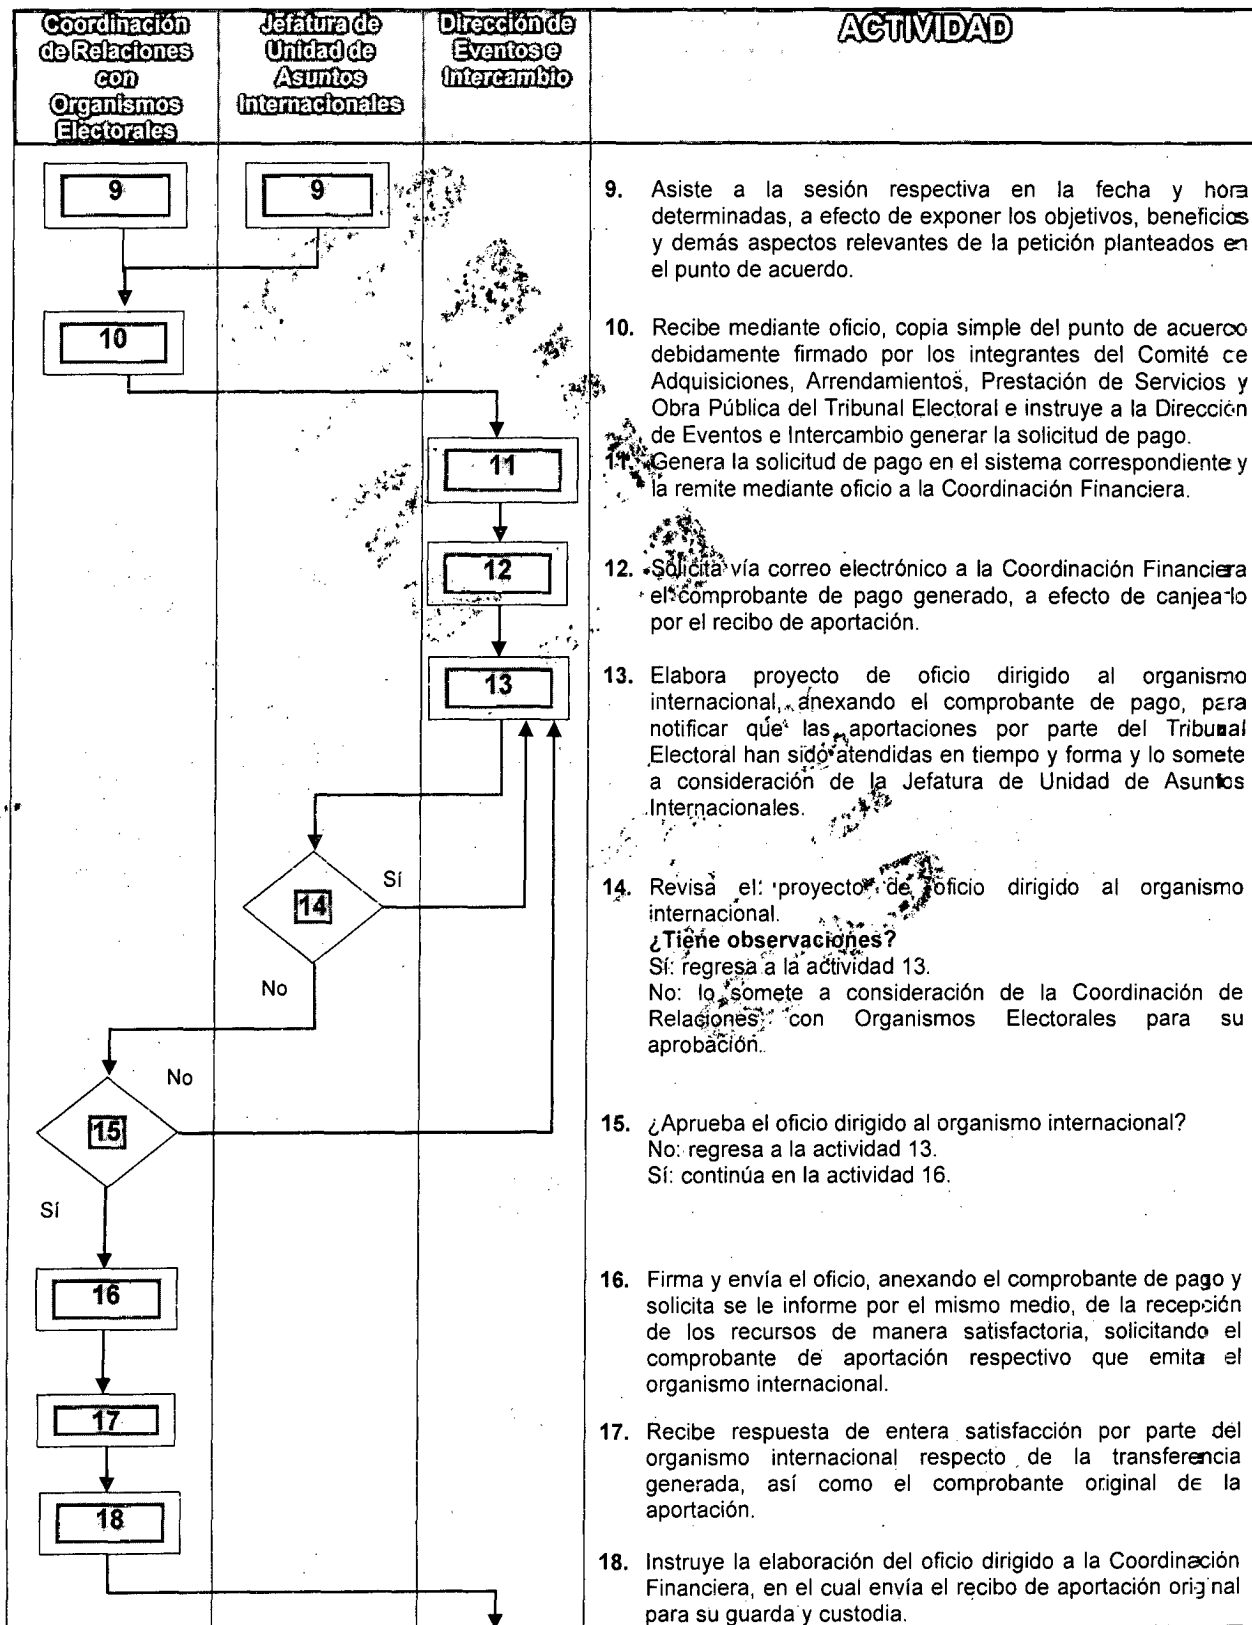 Coordinación
de Relaciones
con
Organismos
Electorales
Jefatura de
Unidad de
Asuntos
Internacionales
Dirección de
Eventos e
Intercambio
ACTIVIDAD
9
9
10
11
12
13
14
Sí
No
15
No
Sí
16
17
18
9. Asiste a la sesión respectiva en la fecha y hora
determinadas, a efecto de exponer los objetivos, beneficios
y demás aspectos relevantes de la petición planteados en
el punto de acuerdo.
10. Recibe mediante oficio, copia simple del punto de acuerdo
debidamente firmado por los integrantes del Comité de
Adquisiciones, Arrendamientos, Prestación de Servicios y
Obra Pública del Tribunal Electoral e instruye a la Dirección
de Eventos e Intercambio generar la solicitud de pago.
11. Genera la solicitud de pago en el sistema correspondiente y
la remite mediante oficio a la Coordinación Financiera.
12. Solicita vía correo electrónico a la Coordinación Financiera
el comprobante de pago generado, a efecto de canjearlo
por el recibo de aportación.
13. Elabora proyecto de oficio dirigido al organismo
internacional, anexando el comprobante de pago, para
notificar que las aportaciones por parte del Tribunal
Electoral han sido atendidas en tiempo y forma y lo somete
a consideración de la Jefatura de Unidad de Asuntos
Internacionales.
14. Revisa el proyecto de oficio dirigido al organismo
internacional.
¿Tiene observaciones?
Sí: regresa a la actividad 13.
No: lo somete a consideración de la Coordinación de
Relaciones con Organismos Electorales para su
aprobación.
15. ¿Aprueba el oficio dirigido al organismo internacional?
No: regresa a la actividad 13.
Sí: continúa en la actividad 16.
16. Firma y envía el oficio, anexando el comprobante de pago y
solicita se le informe por el mismo medio, de la recepción
de los recursos de manera satisfactoria, solicitando el
comprobante de aportación respectivo que emita el
organismo internacional.
17. Recibe respuesta de entera satisfacción por parte del
organismo internacional respecto de la transferencia
generada, así como el comprobante original de la
aportación.
18. Instruye la elaboración del oficio dirigido a la Coordinación
Financiera, en el cual envía el recibo de aportación original
para su guarda y custodia.